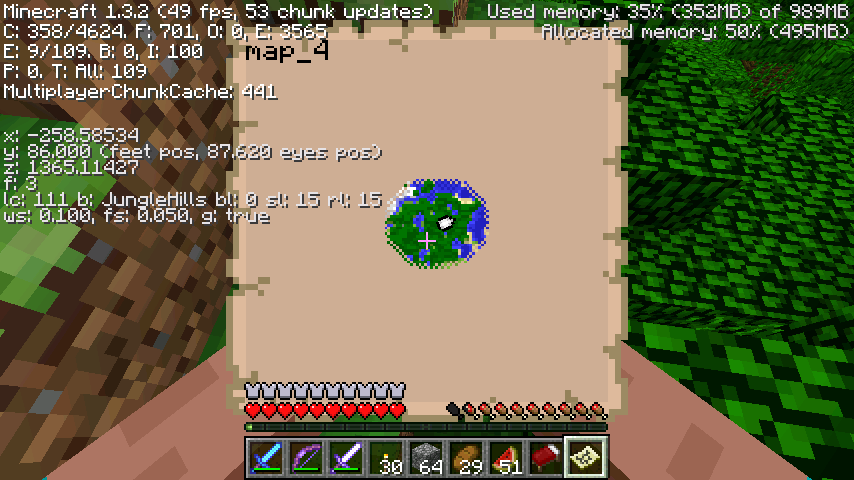 Minecraft 1.3.2 (49 fps, 53 chunk updates)
Used memory: 35% (352MB) of 989MB
C: 358/4624. F: 701, O: 0, E: 3565
Allocated memory: 50% (495MB)
E: 9/109. B: 0, I: 100
map_4
P: 0. T: All: 109
MultiplayerChunkCache: 441
x: -258.58534
y: 86.000 (feet pos, 87.620 eyes pos)
z: 1365.11427
f: 3
lc: 111 b: JungleHills bl: 0 sl: 15 rl: 15
ws: 0.100, fs: 0.050, g: true
30 64 29 51